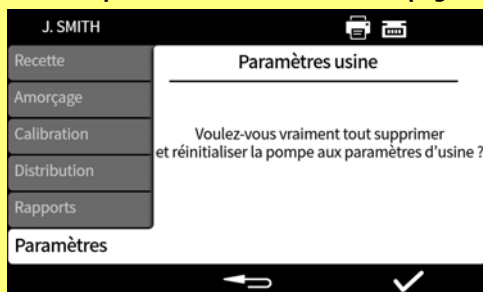 J. SMITH
Recette
Paramètres usine
Amorçage
Calibration
Voulez-vous vraiment tout supprimer
et réinitialiser la pompe aux paramètres d'usine ?
Distribution
Rapports
Paramètres